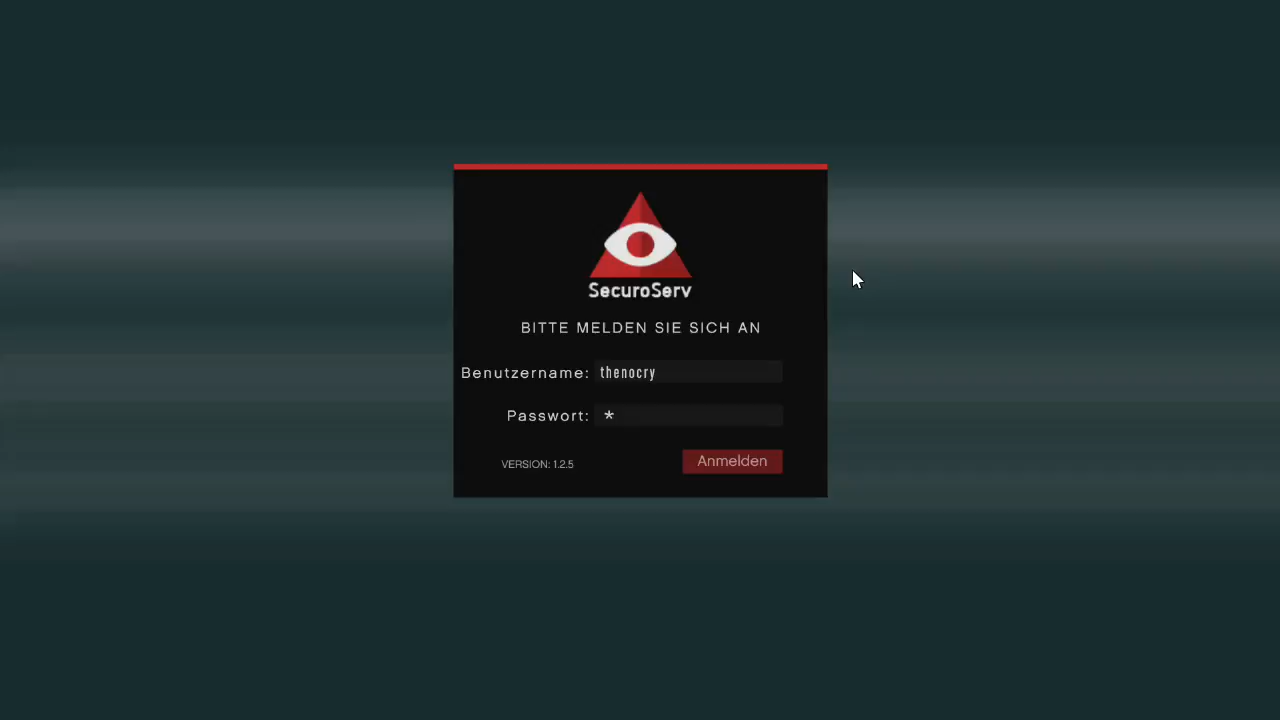 SecuroServ
BITTE MELDEN SIE SICH AN
Benutzername: thenocry
Passwort: *
VERSION: 1.2.5 Anmelden